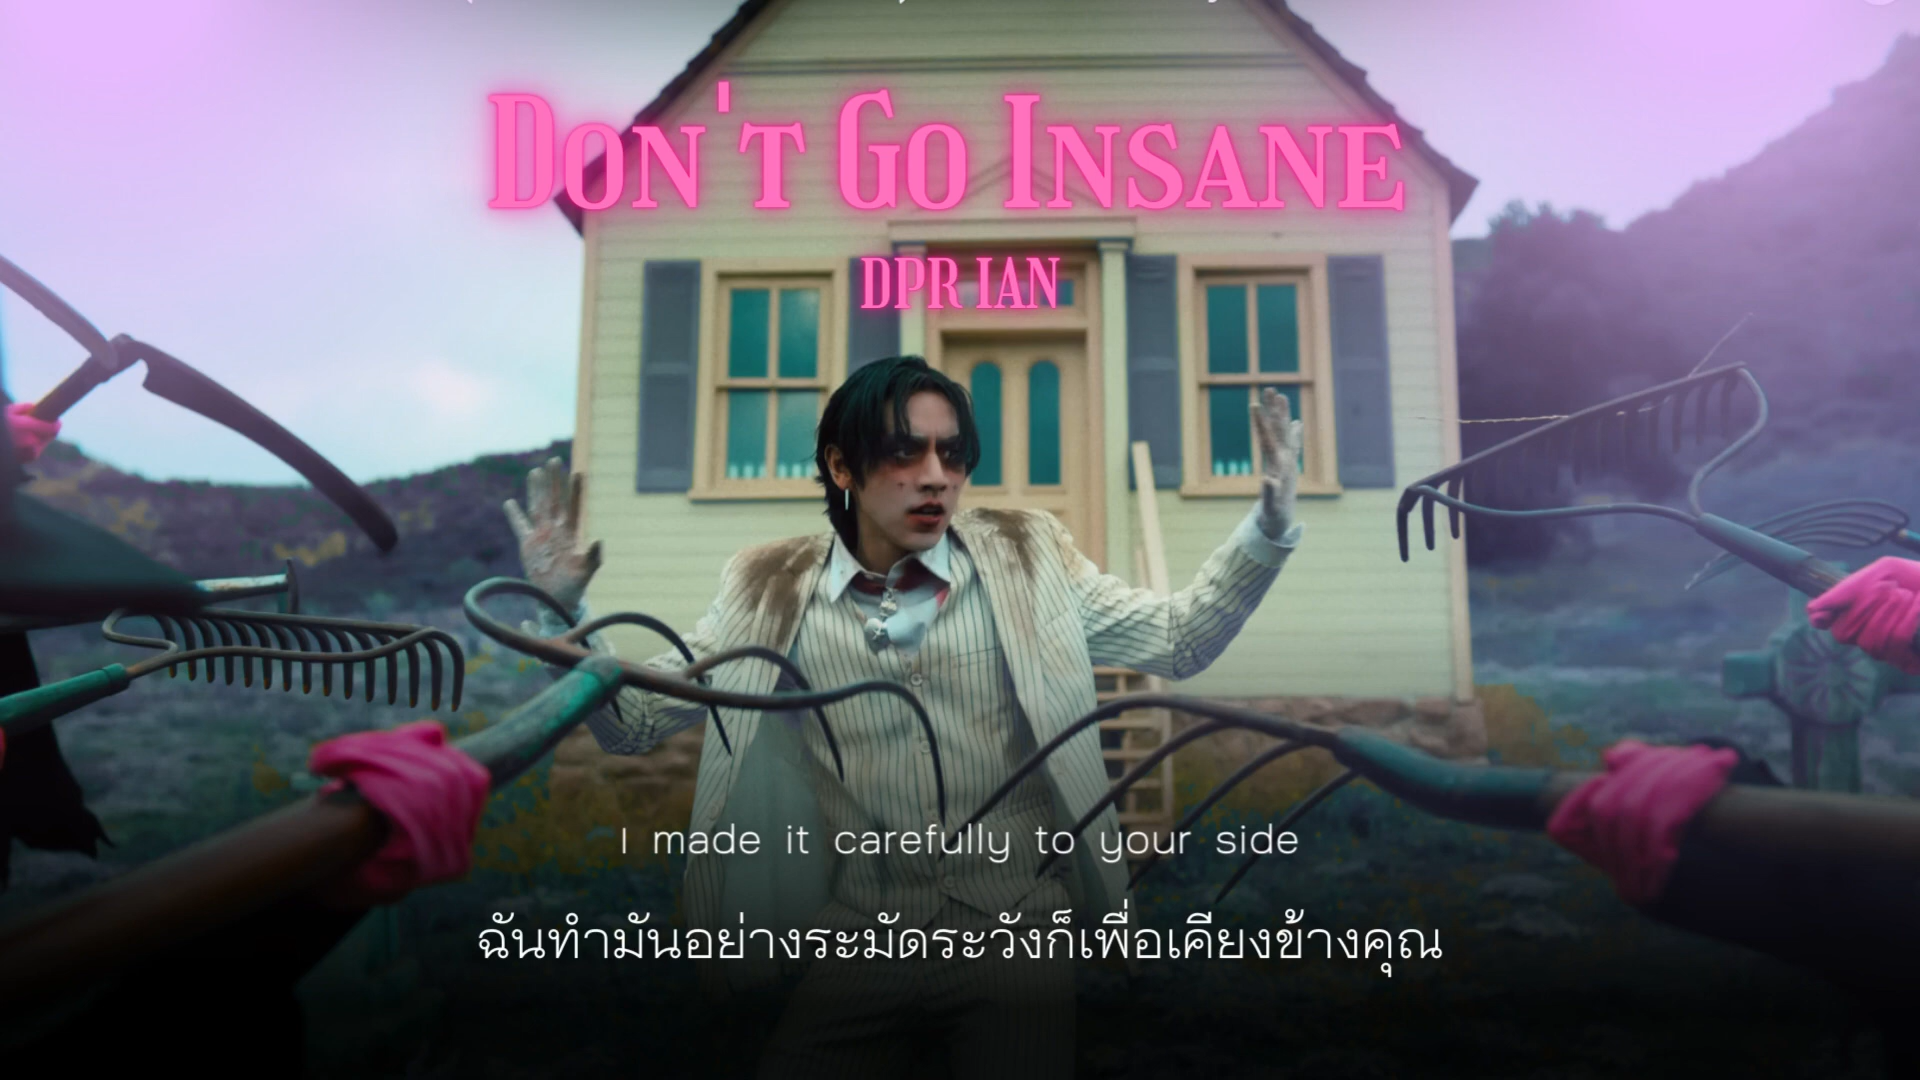 Don't Go Insane
DPR IAN
I made it carefully to your side
ฉันทำมันอย่างระมัดระวังก็เพื่อเคียงข้างคุณ